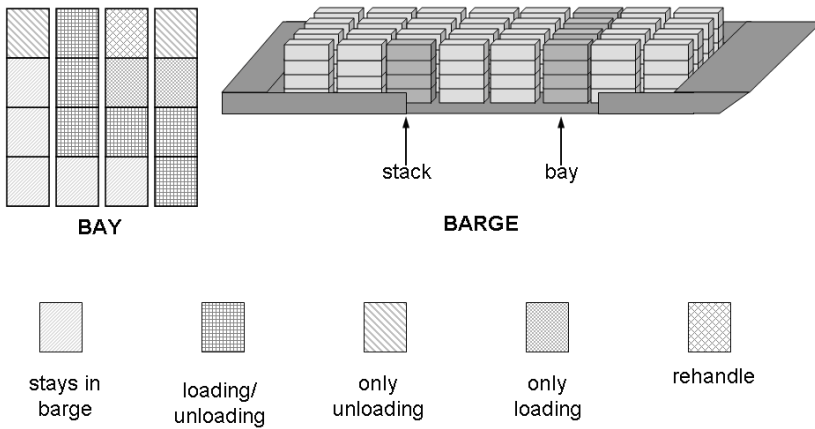 stack
bay
BAY
BARGE
stays in
barge
loading/
unloading
only
unloading
only
loading
rehandle